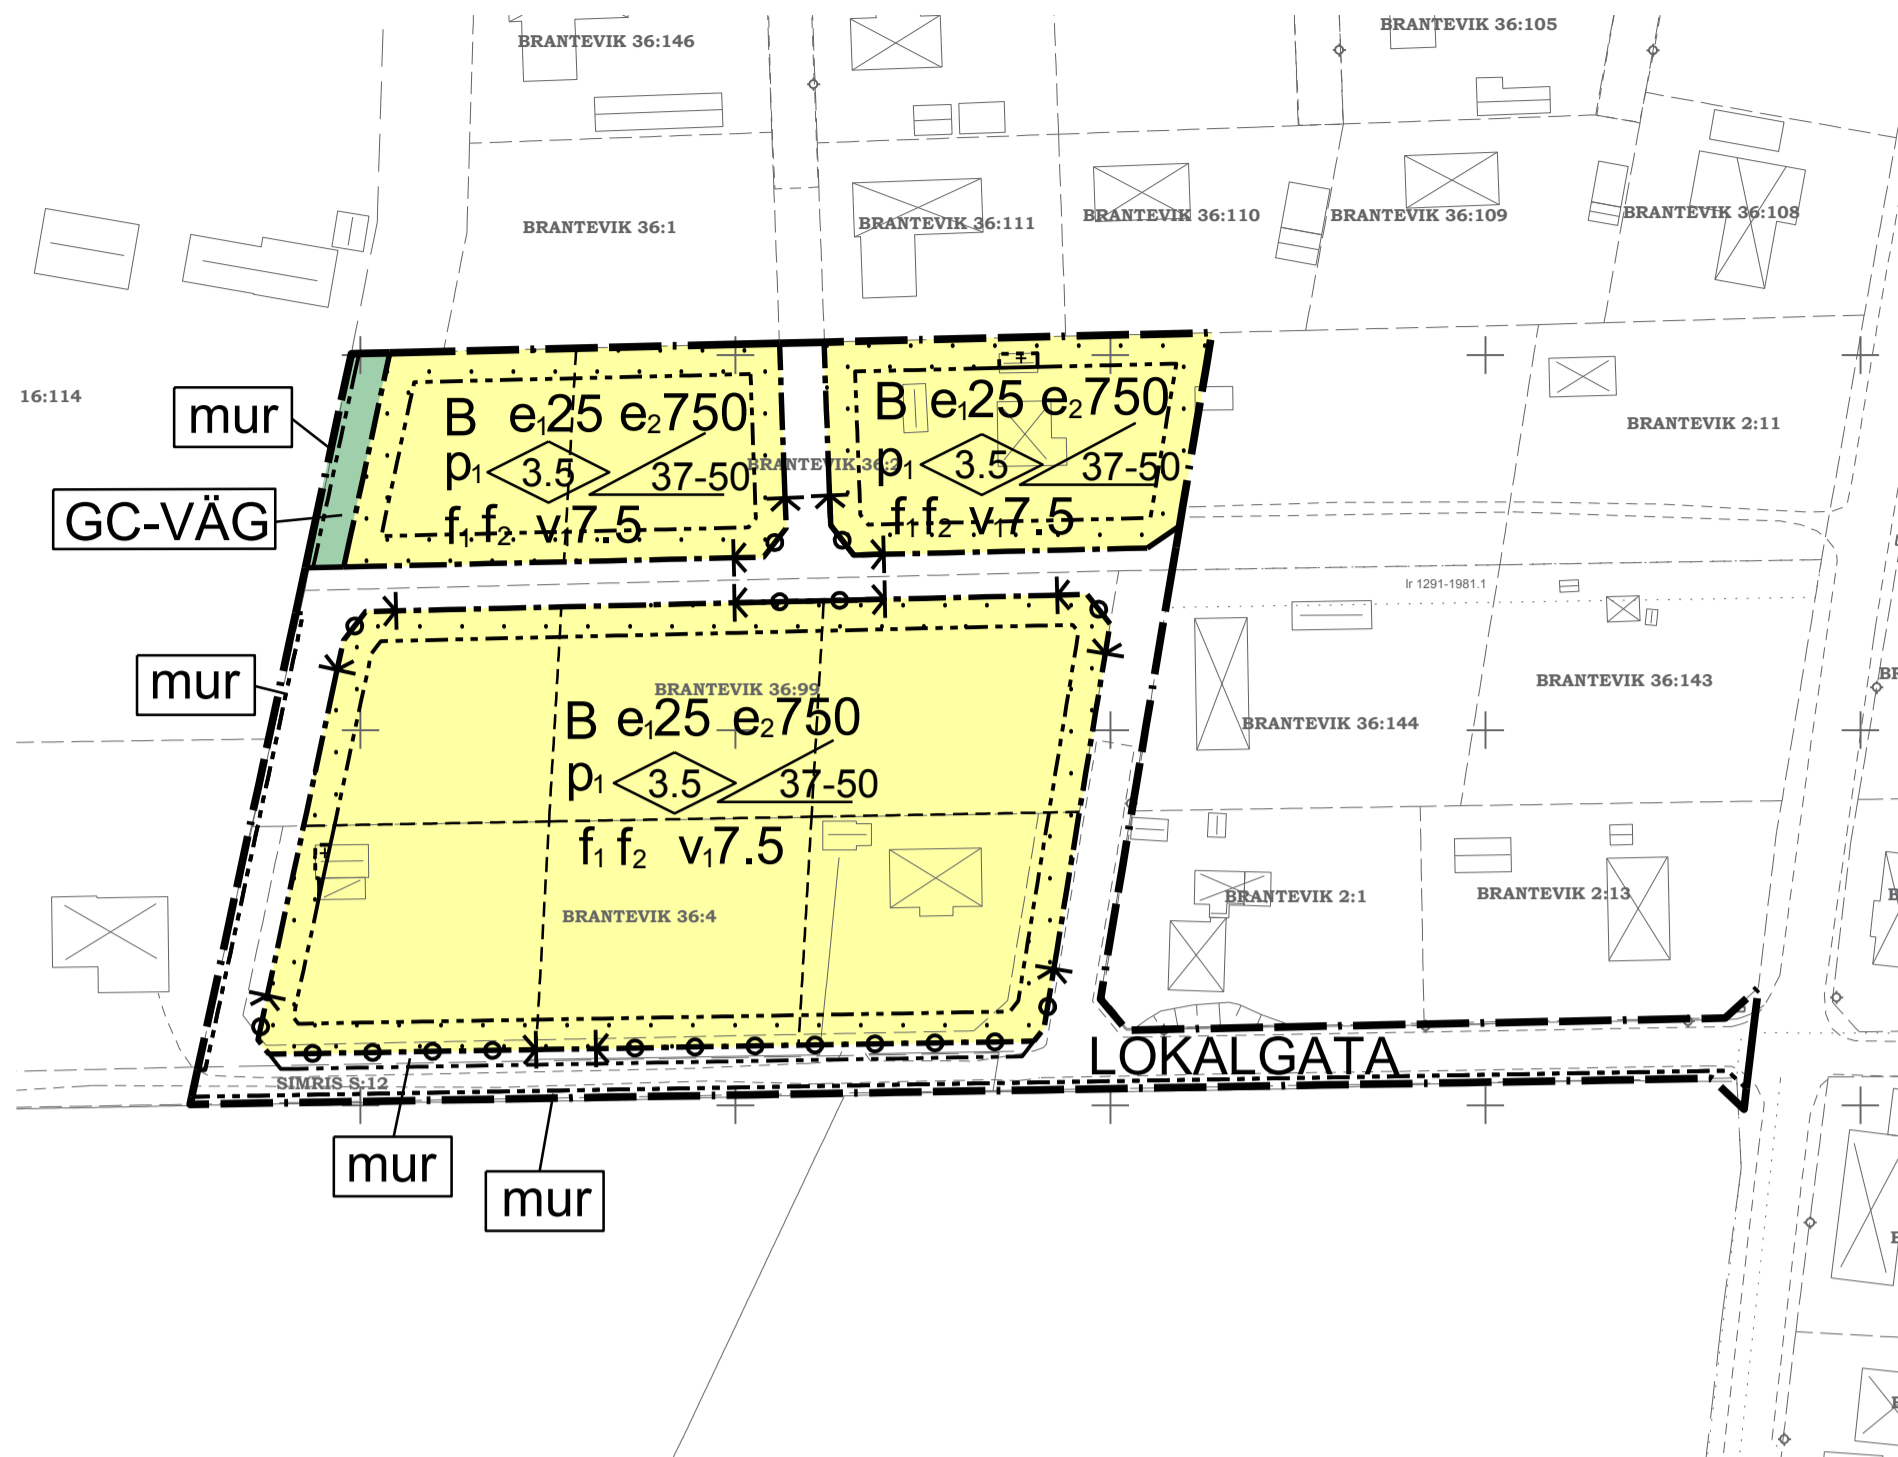 BRANTEVIK 36:146
BRANTEVIK 36:105
BRANTEVIK 36:1
BRANTEVIK 36:111
BRANTEVIK 36:110
BRANTEVIK 36:109
BRANTEVIK 36:108
16:114
mur
GC-VÄG
B e₁25 e₂750
p₁ 3.5 37-50
f₁ f₂ v₁7.5
BRANTEVIK 36:2
B e₁25 e₂750
p₁ 3.5 37-50
f₁ f₂ v₁7.5
BRANTEVIK 2:11
lr 1291-1981.1
mur
BRANTEVIK 36:99
B e₁25 e₂750
p₁ 3.5 37-50
f₁ f₂ v₁7.5
BRANTEVIK 36:143
BRANTEVIK 36:144
BRANTEVIK 36:4
BRANTEVIK 2:1
BRANTEVIK 2:13
LOKALGATA
SIMRIS S:12
mur
mur